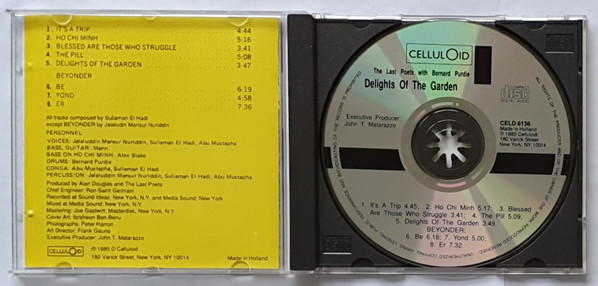 1. IT'S A TRIP 4:44
2. HO CHI MINH 5:16
3. BLESSED ARE THOSE WHO STRUGGLE 3:41
4. THE PILL 5:08
5. DELIGHTS OF THE GARDEN 3:47
BEYONDER
6. BE 6:19
7. YOND 4:58
8. ER 7:36
All tracks composed by Suliaman El Hadi
except BEYONDER by Jalaludin Mansur Nuriddin
PERSONNEL
VOICES: Jalaluddin Mansur Nuriddin, Suliaman El Hadi, Abu Mustapha
BASS, GUITAR: Mann
BASS ON HO CHI MINH: Alex Blake
DRUMS: Bernard Purdie
CONGA: Abu Mustapha, Suliaman El Hadi
PERCUSSION: Jalaluddin Mansur Nuriddin, Suliaman El Hadi, Abu Mustapha
Produced by Alan Douglas and The Last Poets
Chief Engineer: Ron Saint Germain
Recorded at Sound Ideas, New York, N.Y. and Media Sound, New York
Mixed at Media Sound, New York, N.Y.
Mastering: Joe Gastwirt, Masterdisk, New York, N.Y.
Cover Art:
Photographs: Peter Harron
Art Director: Frank Gauna
Executive Producer: John T. Matarazzo
CELLULOID
℗ 1985 © Celluloid
180 Varick Street, New York, NY 10014
Made in Holland
CELLULOID
The Last Poets with Bernard Purdie
Delights Of The Garden
COMPACT
disc
DIGITAL AUDIO
Executive Producer:
John T. Matarazzo
CELD 6136
Made in Holland
℗ 1985 © Celluloid
180 Varick Street
New York, NY 10014
1. It's A Trip 4.45; 2. Ho Chi Minh 5.17; 3. Blessed
Are Those Who Struggle 3.41; 4. The Pill 5.09.
5. Delights Of The Garden 3.49
BEYONDER:
6. Be 6.18; 7. Yond 5.00;
8. Er 7.32